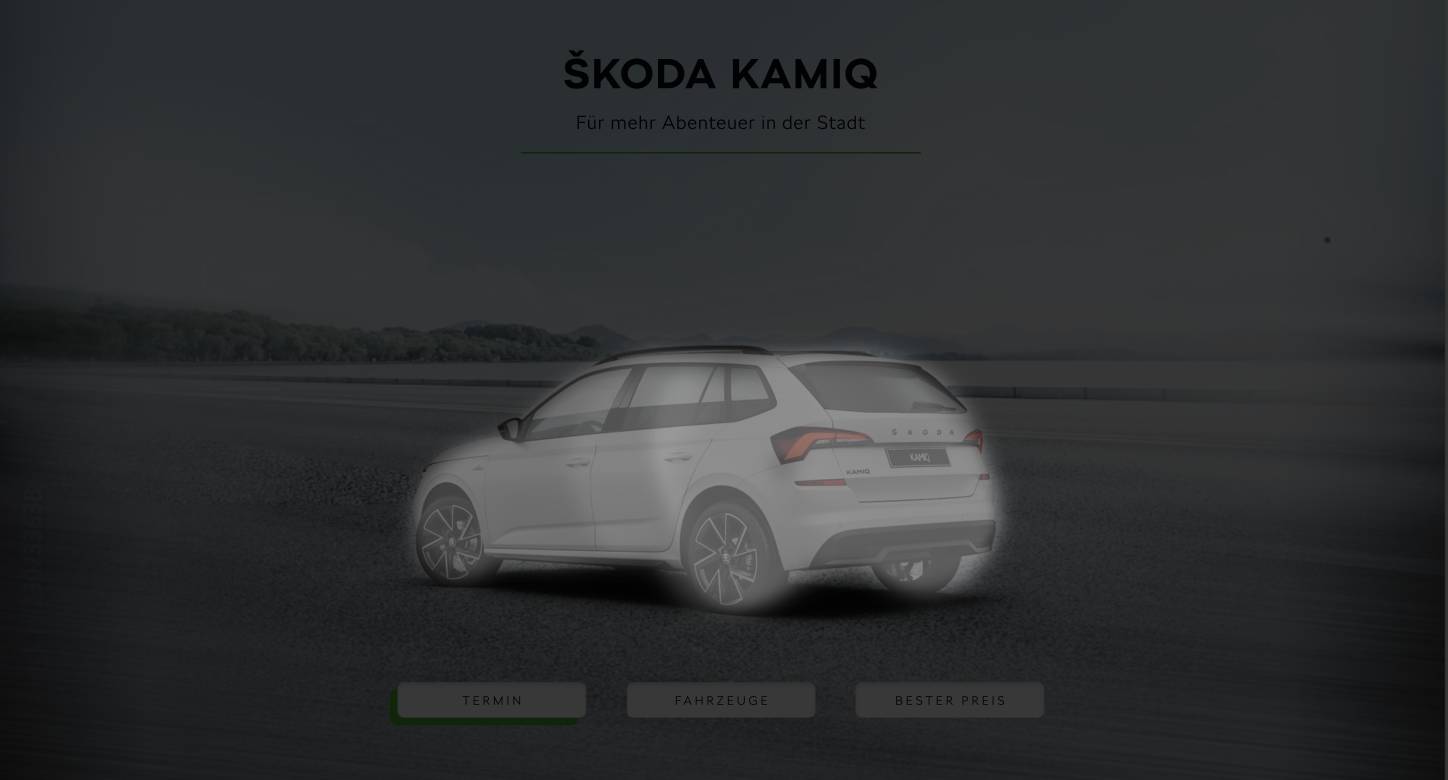 ŠKODA KAMIQ
Für mehr Abenteuer in der Stadt
ŠKODA
KAMIQ
KAMIQ
TERMIN
FAHRZEUGE
BESTER PREIS